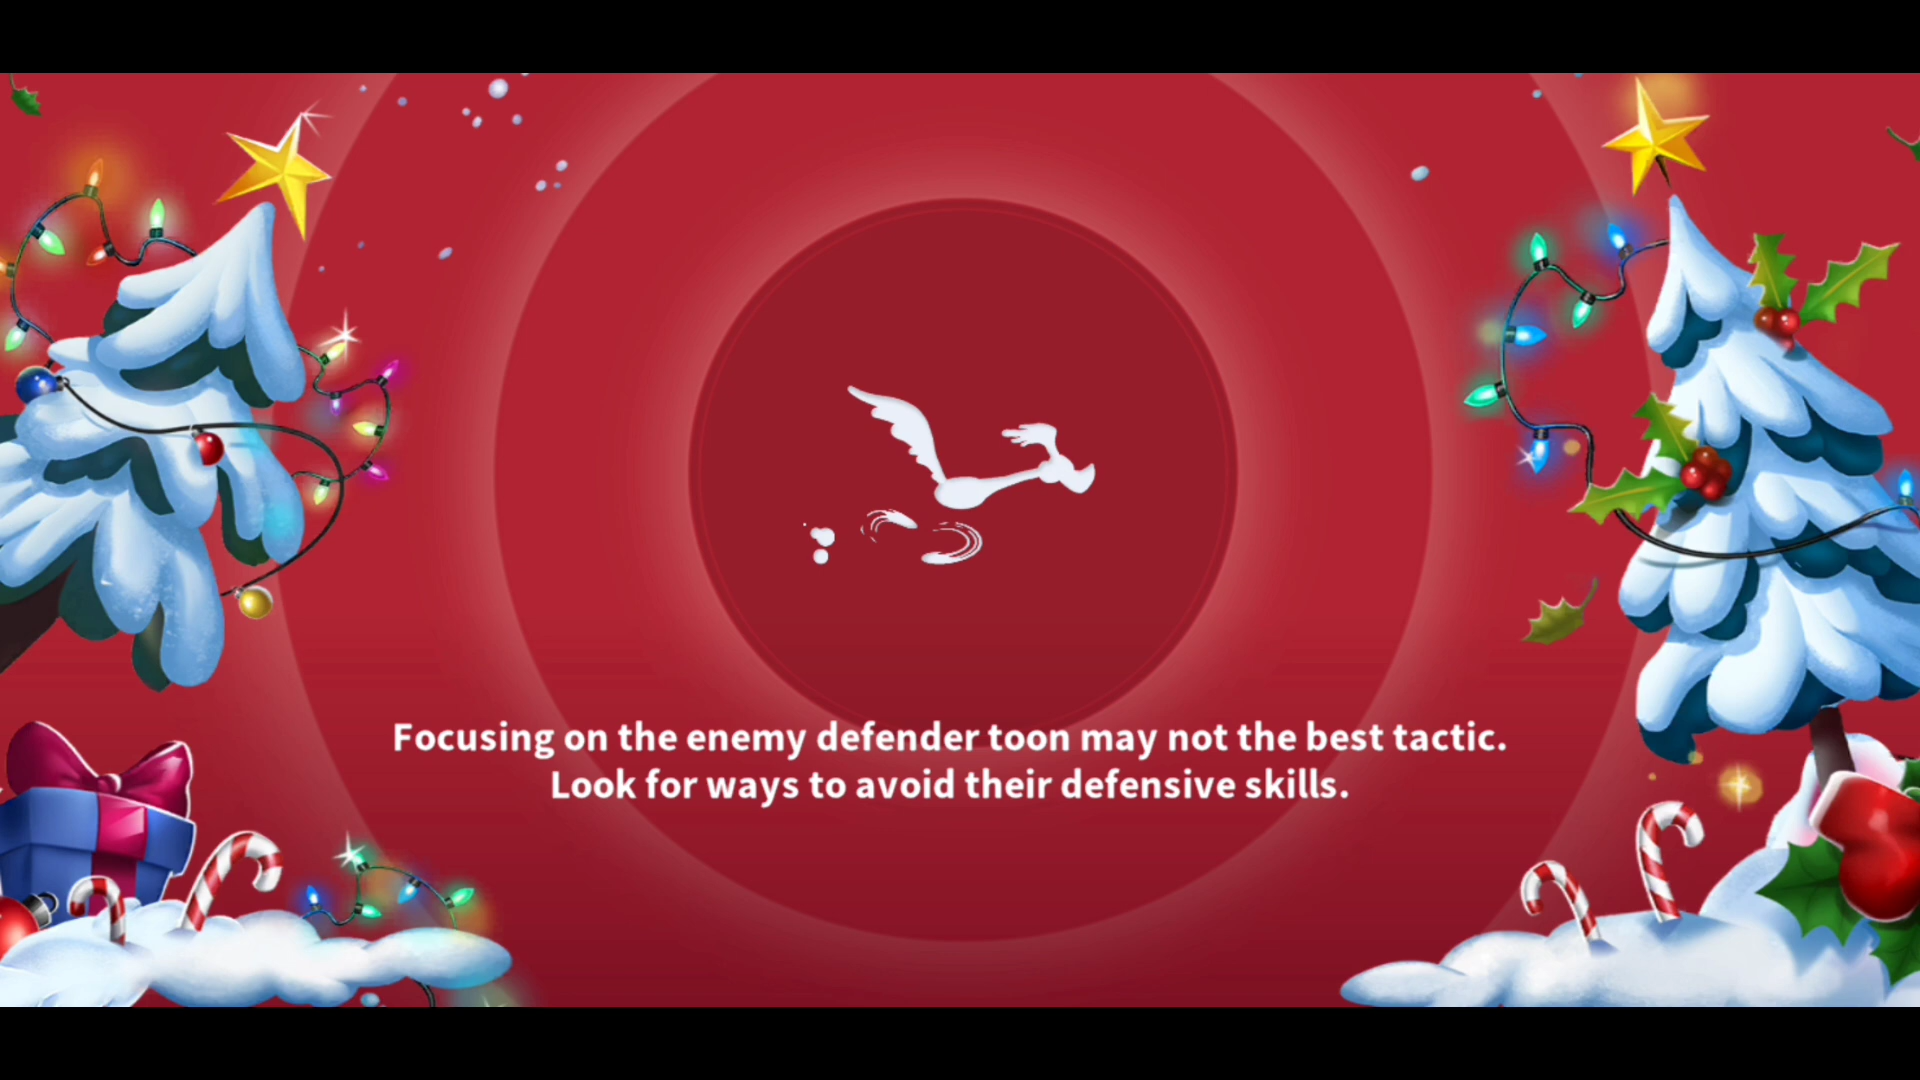 Focusing on the enemy defender toon may not the best tactic.
Look for ways to avoid their defensive skills.